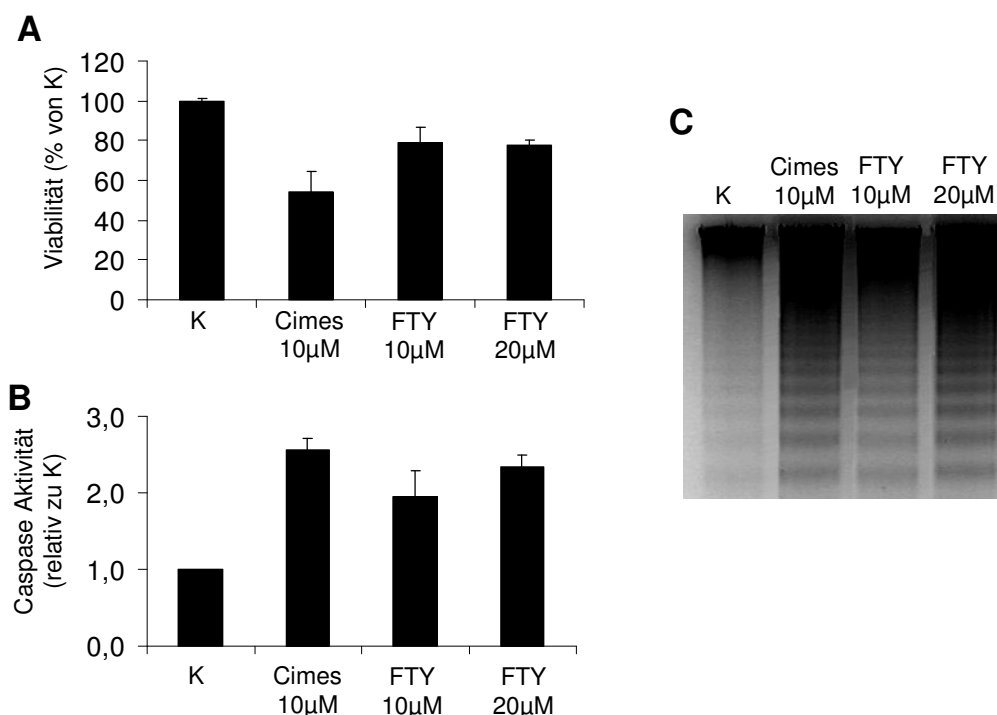 A
Viabilität (% von K)
120
100
80
60
40
20
0
K
Cimes
10µM
FTY
10µM
FTY
20µM
B
Caspase Aktivität
(relativ zu K)
3,0
2,0
1,0
0,0
K
Cimes
10µM
FTY
10µM
FTY
20µM
C
K
Cimes
10µM
FTY
10µM
FTY
20µM